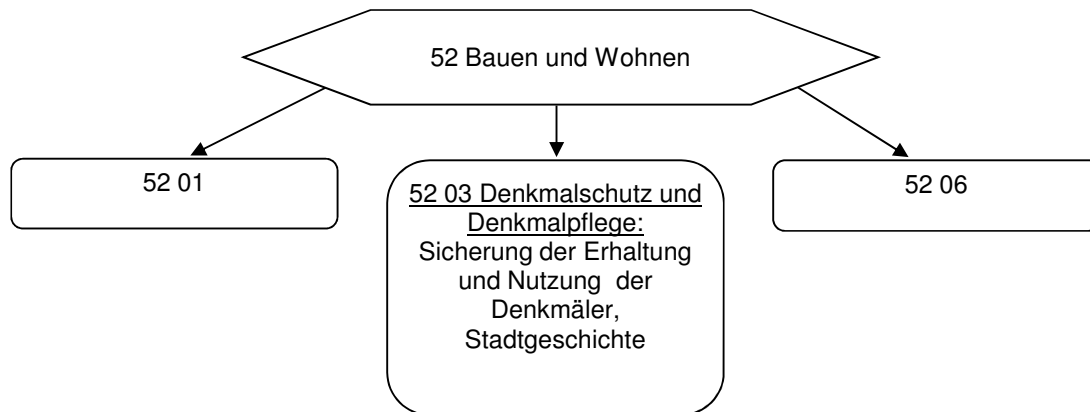 52 Bauen und Wohnen
52 01
52 03 Denkmalschutz und
Denkmalpflege:
Sicherung der Erhaltung
und Nutzung  der
Denkmäler,
Stadtgeschichte
52 06